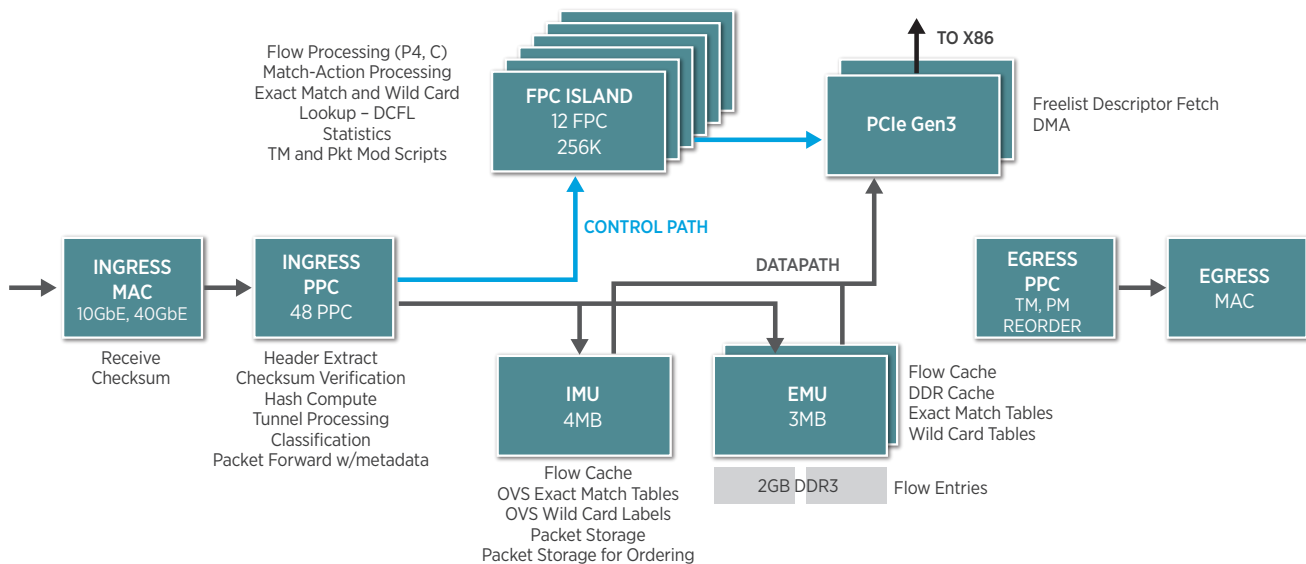 Flow Processing (P4, C)
Match-Action Processing
Exact Match and Wild Card
Lookup – DCFL
Statistics
TM and Pkt Mod Scripts
FPC ISLAND
12 FPC
256K
TO X86
PCIe Gen3
Freelist Descriptor Fetch
DMA
CONTROL PATH
DATAPATH
INGRESS
MAC
10GbE, 40GbE
Receive
Checksum
INGRESS
PPC
48 PPC
Header Extract
Checksum Verification
Hash Compute
Tunnel Processing
Classification
Packet Forward w/metadata
IMU
4MB
Flow Cache
OVS Exact Match Tables
OVS Wild Card Labels
Packet Storage
Packet Storage for Ordering
EMU
3MB
Flow Cache
DDR Cache
Exact Match Tables
Wild Card Tables
2GB DDR3
Flow Entries
EGRESS
PPC
TM, PM
REORDER
EGRESS
MAC